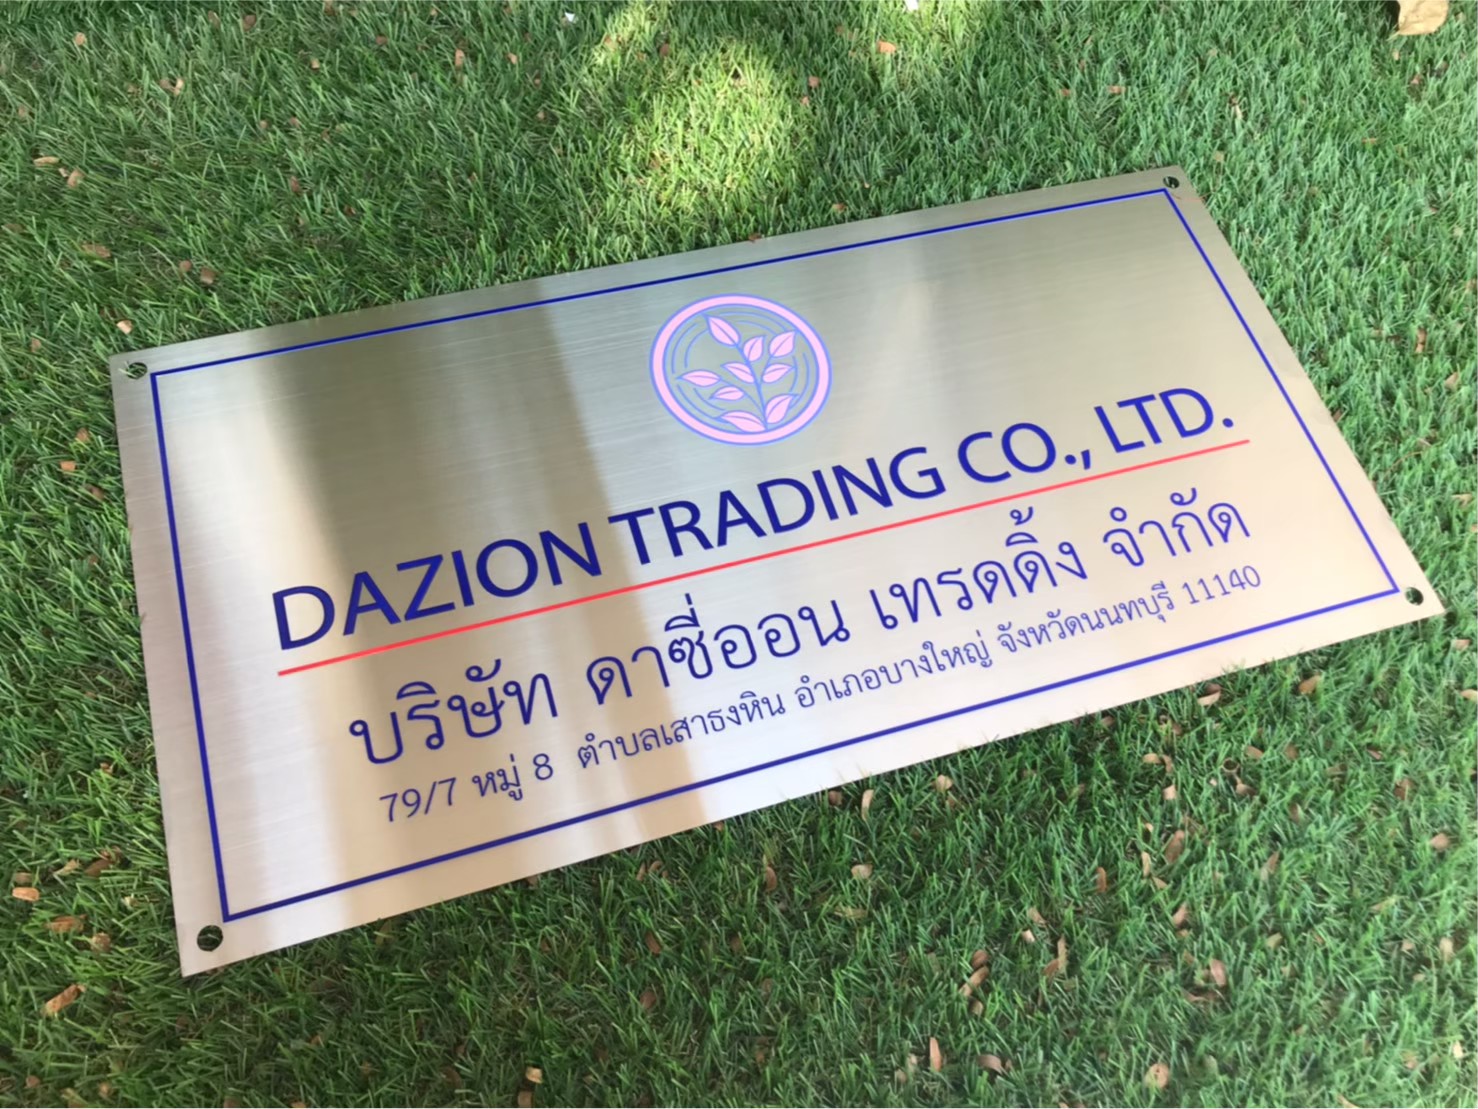 DAZION TRADING CO., LTD.
บริษัท ดาซี่ออน เทรดดิ้ง จำกัด
79/7 หมู่ 8 ตำบลเสาธงหิน อำเภอบางใหญ่ จังหวัดนนทบุรี 11140